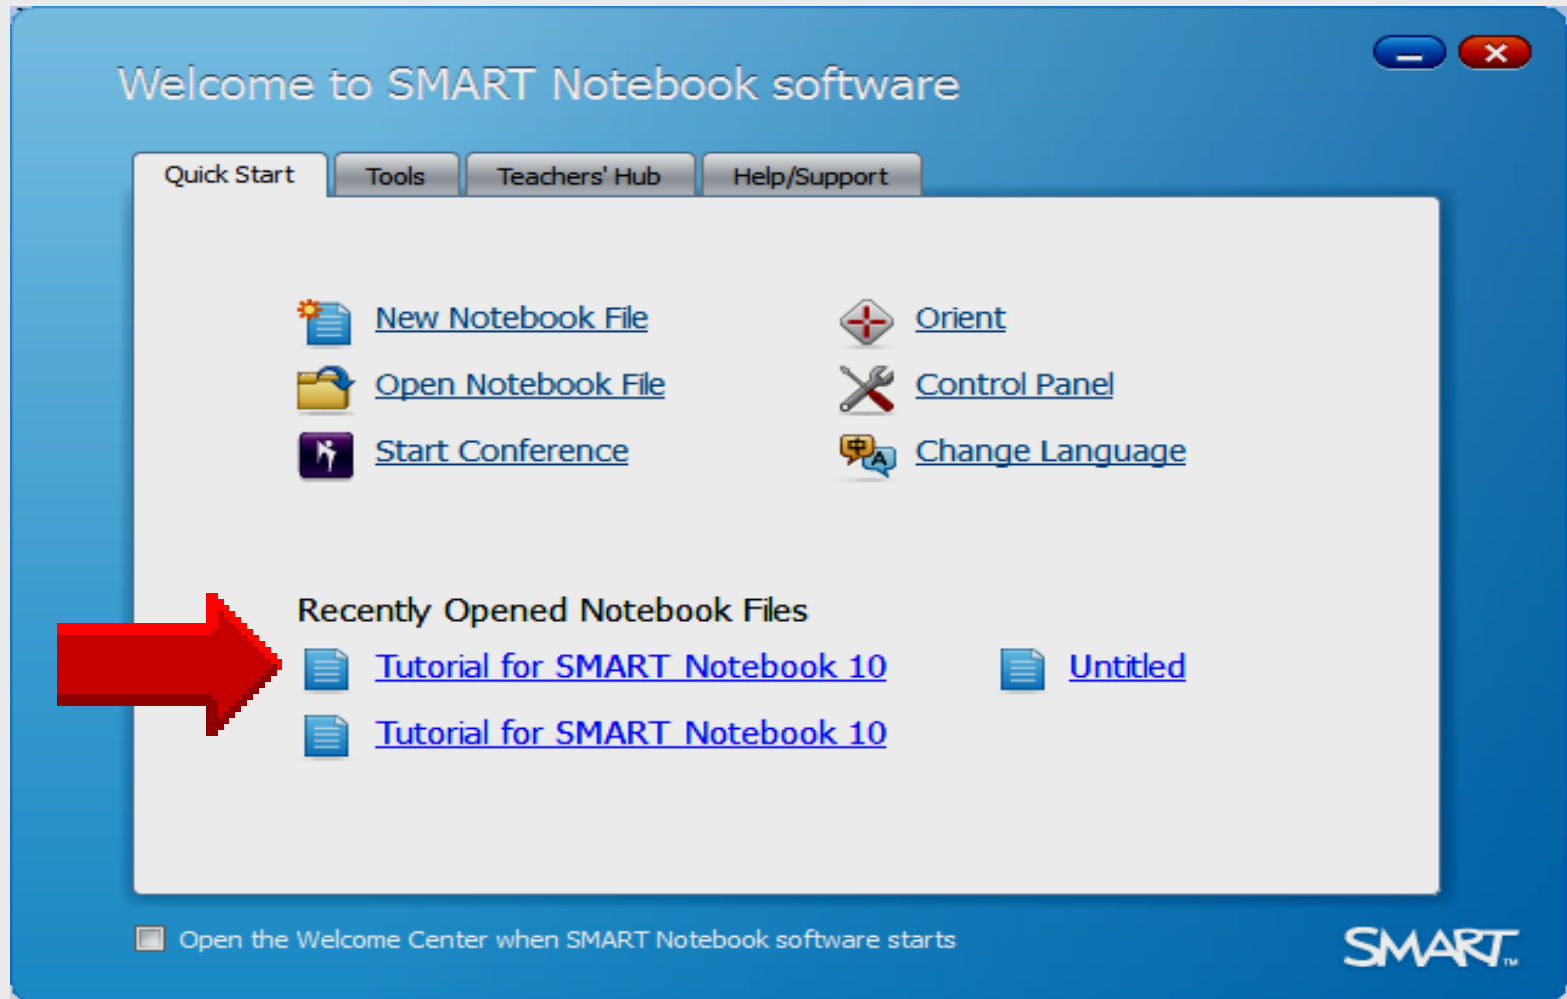 Welcome to SMART Notebook software
Quick Start Tools Teachers' Hub Help/Support
New Notebook File Orient
Open Notebook File Control Panel
Start Conference Change Language
Recently Opened Notebook Files
Tutorial for SMART Notebook 10 Untitled
Tutorial for SMART Notebook 10
Open the Welcome Center when SMART Notebook software starts
SMART™